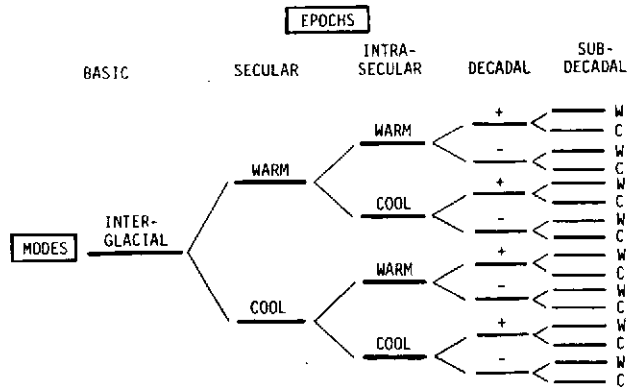 EPOCHS
BASIC
SECULAR
INTRA-
SECULAR
DECADAL
SUB-
DECADAL
MODES
INTER-
GLACIAL
WARM
COOL
WARM
COOL
WARM
COOL
+
-
+
-
+
-
+
-
W
C
W
C
W
C
W
C
W
C
W
C
W
C
W
C